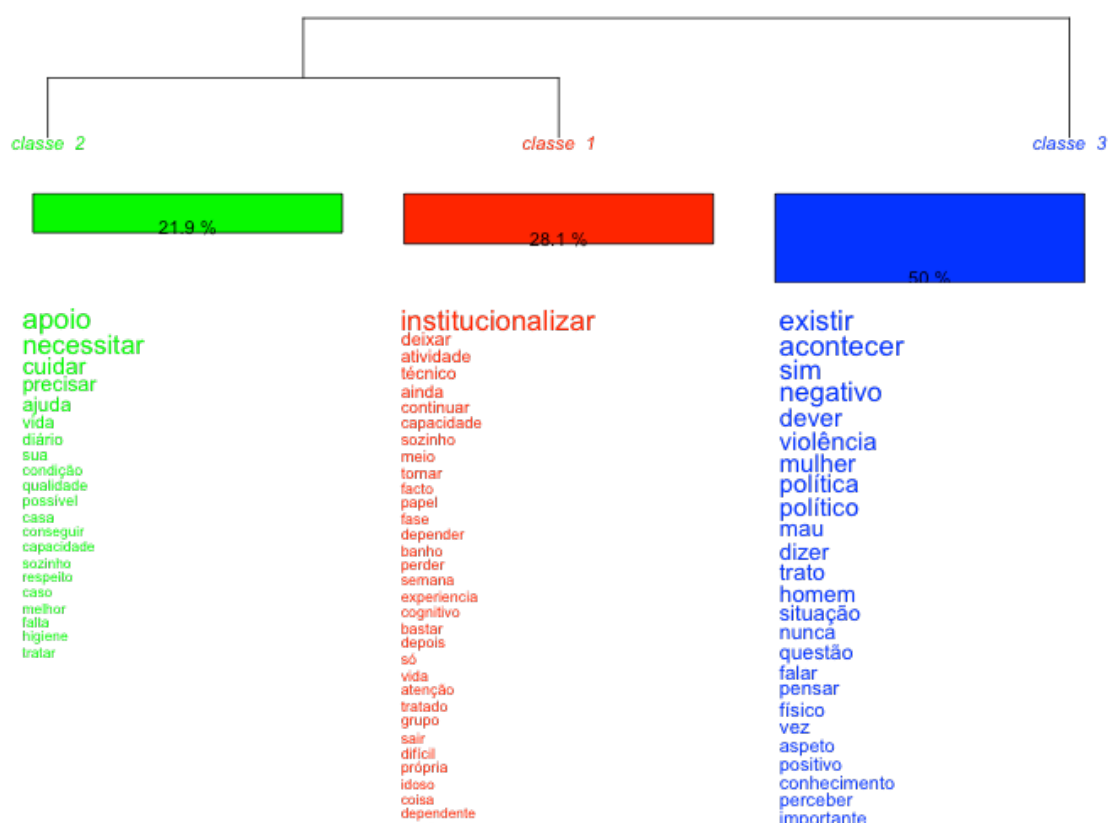 classe 2
classe 1
classe 3
21.9 %
28.1 %
50 %
apoio
necessitar
cuidar
precisar
ajuda
vida
diário
sua
condição
qualidade
possível
casa
conseguir
capacidade
sozinho
respeito
caso
melhor
falta
higiene
tratar
institucionalizar
deixar
atividade
técnico
ainda
continuar
capacidade
sozinho
meio
tornar
facto
papel
fase
depender
banho
perder
semana
experiencia
cognitivo
bastar
depois
só
vida
atenção
tratado
grupo
sair
difícil
própria
idoso
coisa
dependente
existir
acontecer
sim
negativo
dever
violência
mulher
política
político
mau
dizer
trato
homem
situação
nunca
questão
falar
pensar
físico
vez
aspeto
positivo
conhecimento
perceber
importante